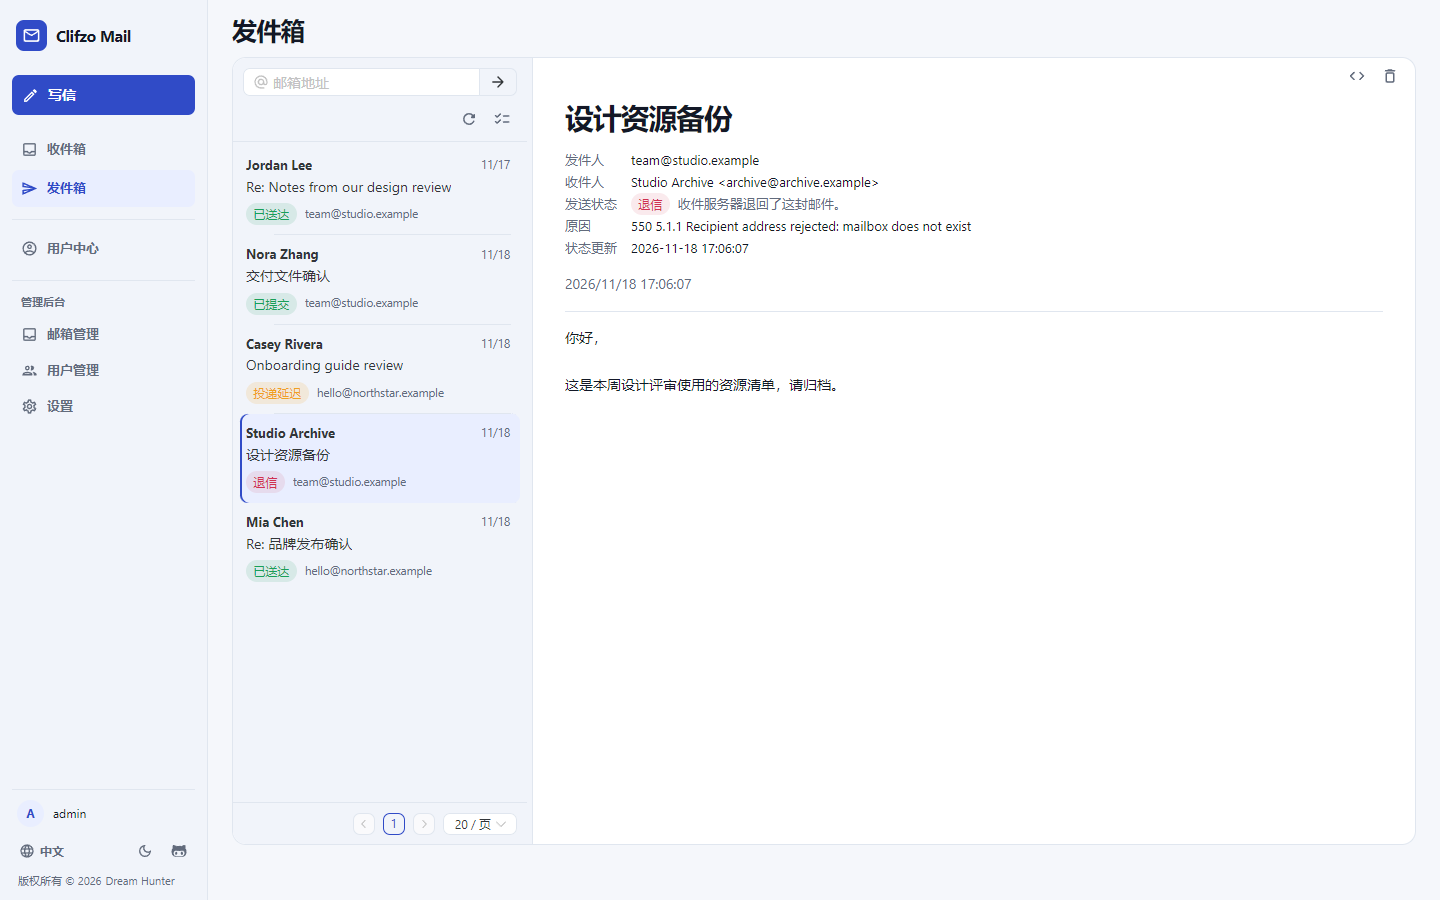 Clifzo Mail
写信
收件箱
发件箱
用户中心
管理后台
邮箱管理
用户管理
设置
A admin
中文
版权所有 © 2026 Dream Hunter
发件箱
邮箱地址
Jordan Lee 11/17
Re: Notes from our design review
已送达 team@studio.example
Nora Zhang 11/18
交付文件确认
已提交 team@studio.example
Casey Rivera 11/18
Onboarding guide review
投递延迟 hello@northstar.example
Studio Archive 11/18
设计资源备份
退信 team@studio.example
Mia Chen 11/18
Re: 品牌发布确认
已送达 hello@northstar.example
1 20 / 页
设计资源备份
发件人 team@studio.example
收件人 Studio Archive <archive@archive.example>
发送状态 退信 收件服务器退回了这封邮件。
原因 550 5.1.1 Recipient address rejected: mailbox does not exist
状态更新 2026-11-18 17:06:07
2026/11/18 17:06:07
你好，
这是本周设计评审使用的资源清单，请归档。